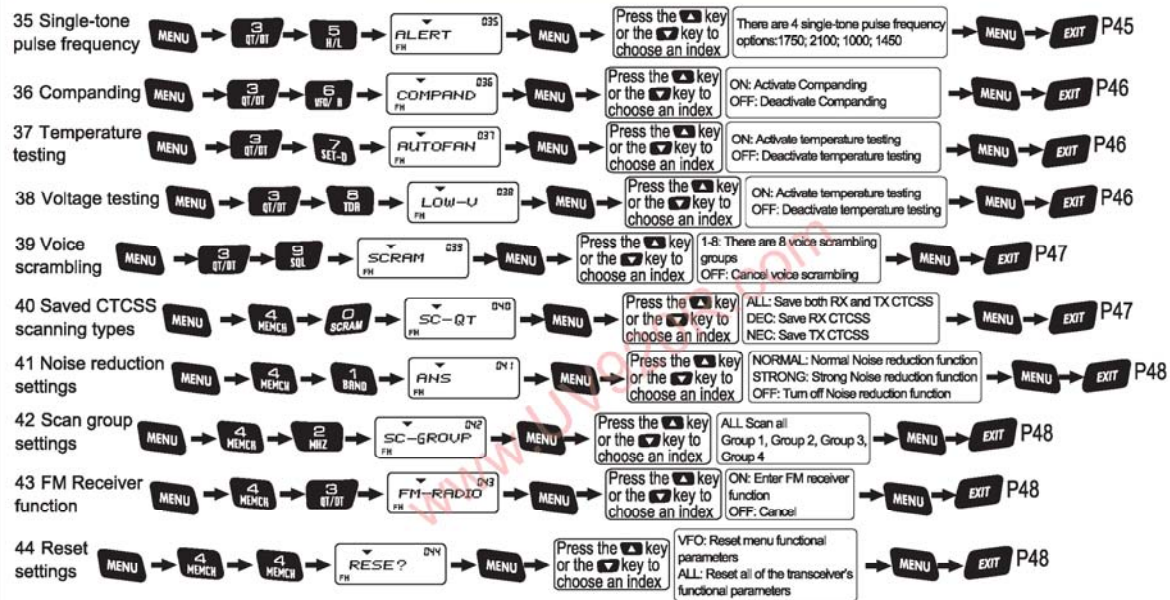 35 Single-tone
pulse frequency
MENU
3
QT/DT
5
H/L
035
ALERT
FH
MENU
Press the ▲ key
or the ▼ key to
choose an index
There are 4 single-tone pulse frequency
options:1750; 2100; 1000; 1450
MENU
EXIT
P45
36 Companding
MENU
3
QT/DT
6
VFO/ M
036
COMPAND
FH
MENU
Press the ▲ key
or the ▼ key to
choose an index
ON: Activate Companding
OFF: Deactivate Companding
MENU
EXIT
P46
37 Temperature
testing
MENU
3
QT/DT
7
SET-D
037
AUTOFAN
FH
MENU
Press the ▲ key
or the ▼ key to
choose an index
ON: Activate temperature testing
OFF: Deactivate temperature testing
MENU
EXIT
P46
38 Voltage testing
MENU
3
QT/DT
8
TDR
038
LOW-V
FH
MENU
Press the ▲ key
or the ▼ key to
choose an index
ON: Activate temperature testing
OFF: Deactivate temperature testing
MENU
EXIT
P46
39 Voice
scrambling
MENU
3
QT/DT
9
SQL
039
SCRAM
FH
MENU
Press the ▲ key
or the ▼ key to
choose an index
1-8: There are 8 voice scrambling
groups
OFF: Cancel voice scrambling
MENU
EXIT
P47
40 Saved CTCSS
scanning types
MENU
4
MEMCH
0
SCRAM
040
SC-QT
FH
MENU
Press the ▲ key
or the ▼ key to
choose an index
ALL: Save both RX and TX CTCSS
DEC: Save RX CTCSS
NEC: Save TX CTCSS
MENU
EXIT
P47
41 Noise reduction
settings
MENU
4
MEMCH
1
BAND
041
ANS
FH
MENU
Press the ▲ key
or the ▼ key to
choose an index
NORMAL: Normal Noise reduction function
STRONG: Strong Noise reduction function
OFF: Turn off Noise reduction function
MENU
EXIT
P48
42 Scan group
settings
MENU
4
MEMCH
2
MHZ
042
SC-GROUP
FH
MENU
Press the ▲ key
or the ▼ key to
choose an index
ALL Scan all
Group 1, Group 2, Group 3,
Group 4
MENU
EXIT
P48
43 FM Receiver
function
MENU
4
MEMCH
3
QT/DT
043
FM-RADIO
FH
MENU
Press the ▲ key
or the ▼ key to
choose an index
ON: Enter FM receiver
function
OFF: Cancel
MENU
EXIT
P48
44 Reset
settings
MENU
4
MEMCH
4
MEMCH
044
RESE?
FH
MENU
Press the ▲ key
or the ▼ key to
choose an index
VFO: Reset menu functional
parameters
ALL: Reset all of the transceiver's
functional parameters
MENU
EXIT
P48
www.UV920R.com